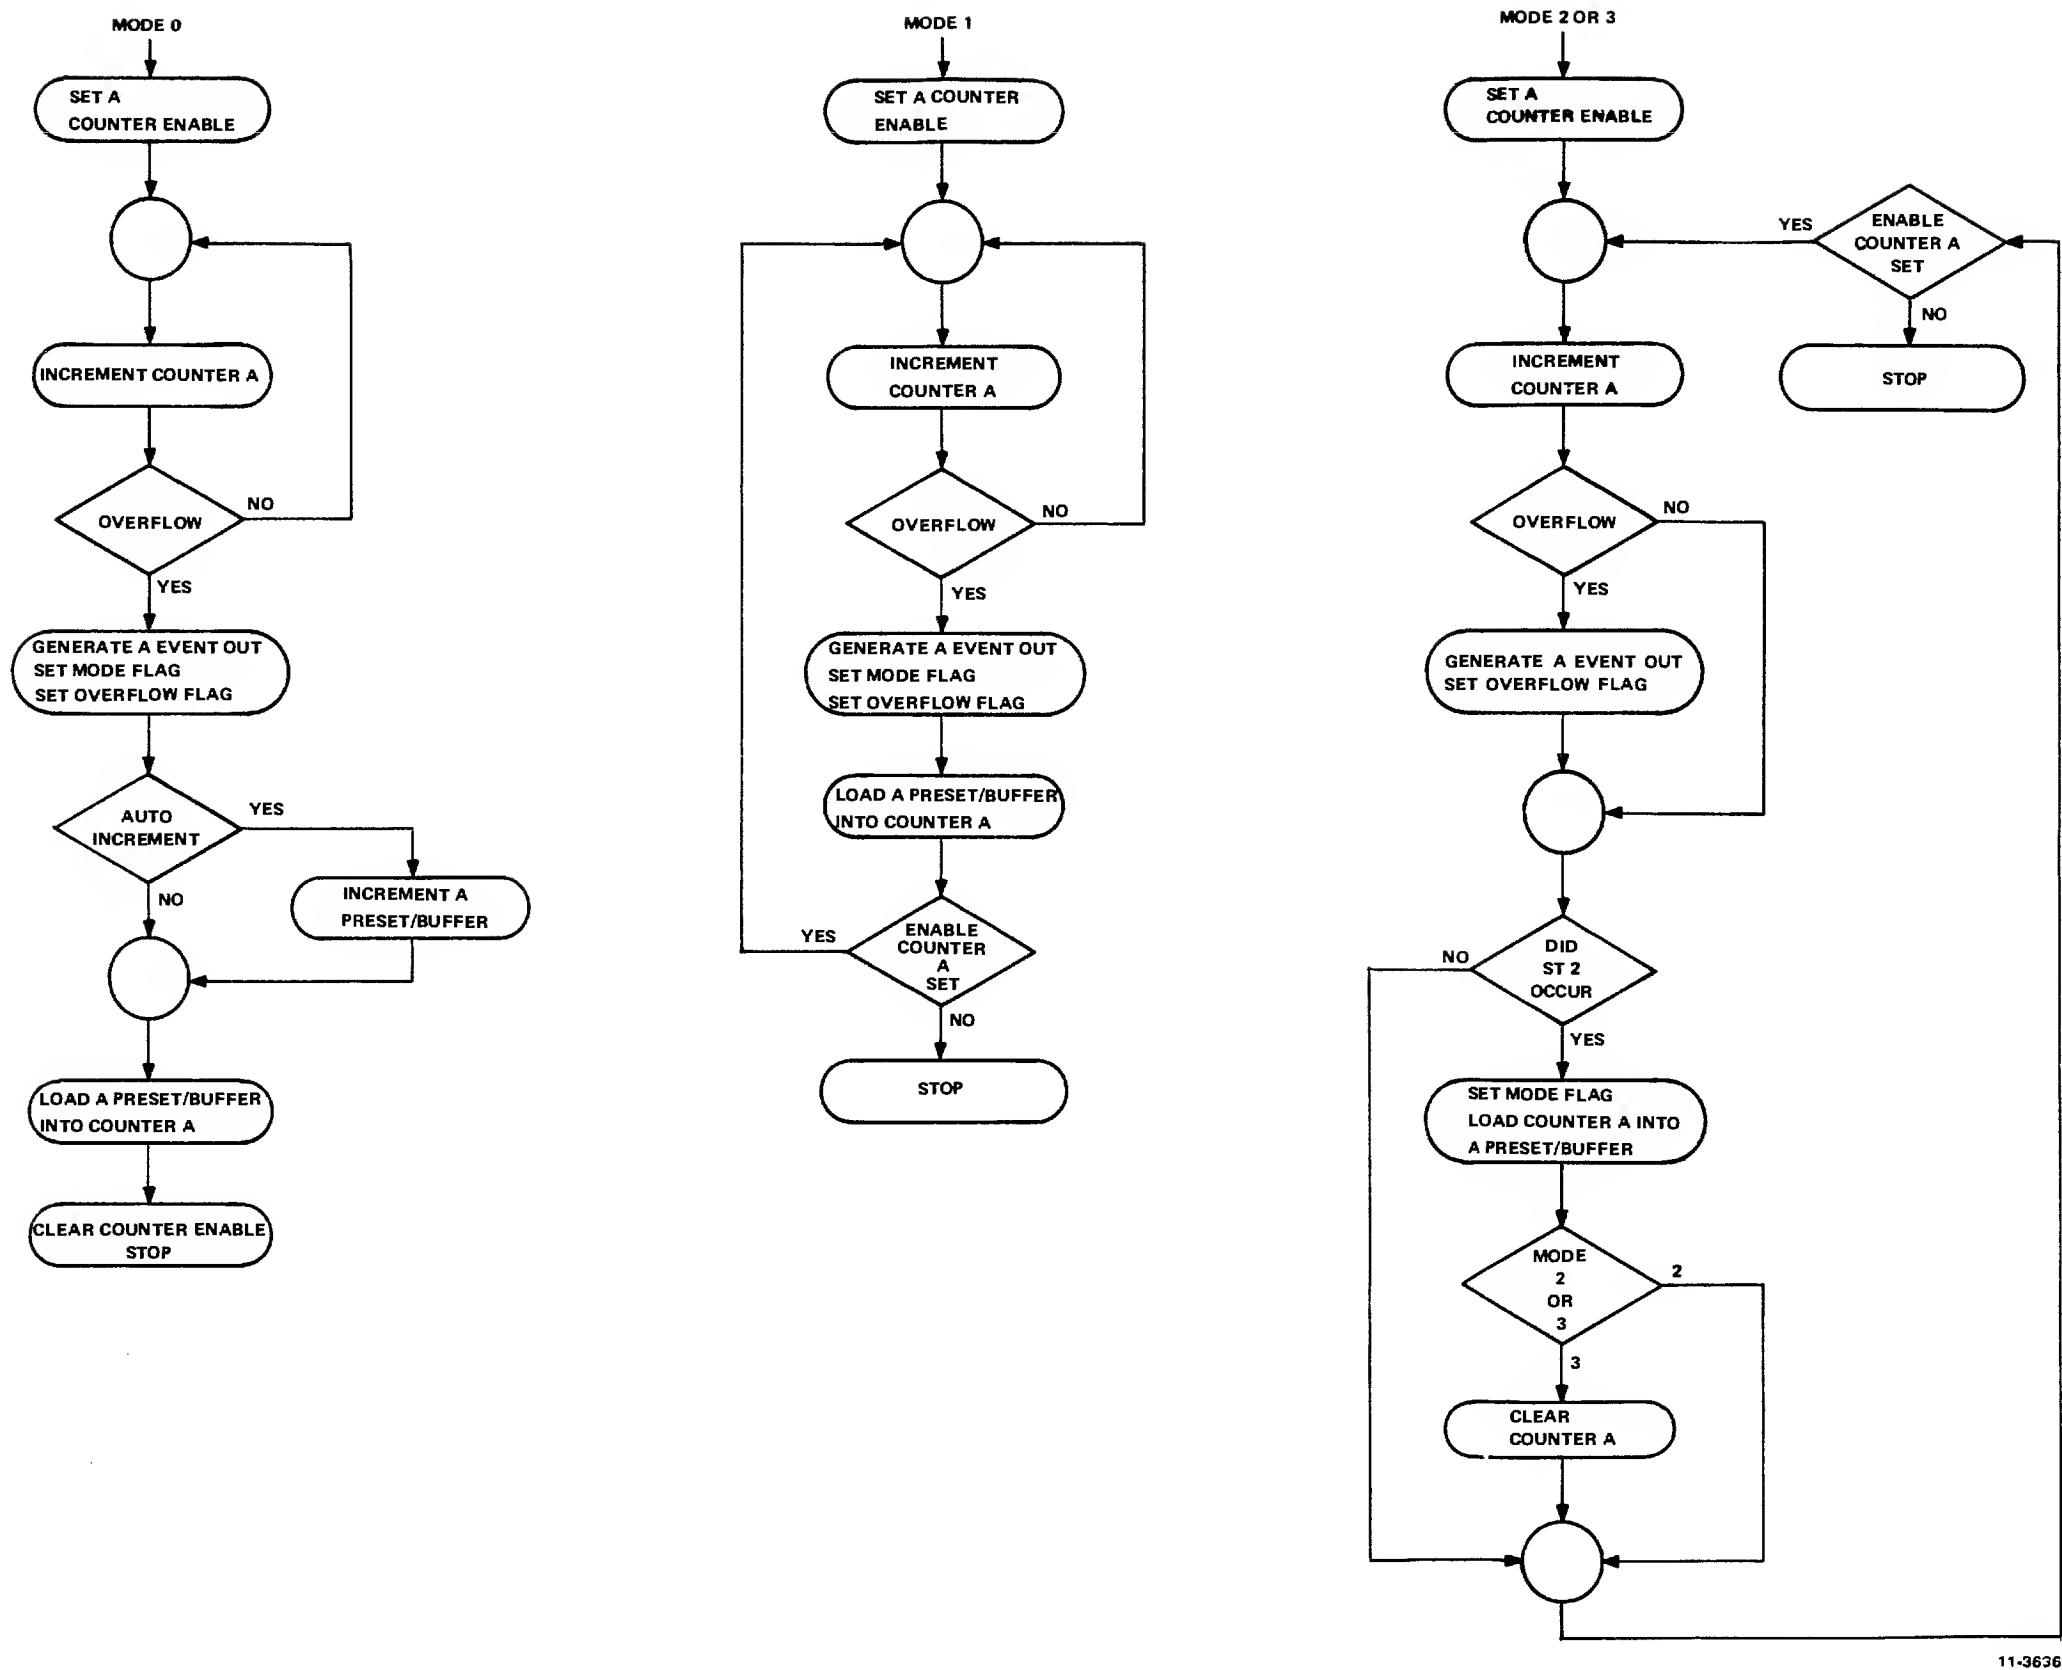 MODE 0
SET A
COUNTER ENABLE
INCREMENT COUNTER A
OVERFLOW
NO
YES
GENERATE A EVENT OUT
SET MODE FLAG
SET OVERFLOW FLAG
AUTO
INCREMENT
YES
NO
INCREMENT A
PRESET/BUFFER
LOAD A PRESET/BUFFER
INTO COUNTER A
CLEAR COUNTER ENABLE
STOP
MODE 1
SET A COUNTER
ENABLE
INCREMENT
COUNTER A
OVERFLOW
NO
YES
GENERATE A EVENT OUT
SET MODE FLAG
SET OVERFLOW FLAG
LOAD A PRESET/BUFFER
INTO COUNTER A
YES
ENABLE
COUNTER
A
SET
NO
STOP
MODE 2 OR 3
SET A
COUNTER ENABLE
YES
ENABLE
COUNTER A
SET
NO
STOP
INCREMENT
COUNTER A
OVERFLOW
NO
YES
GENERATE A EVENT OUT
SET OVERFLOW FLAG
NO
DID
ST 2
OCCUR
YES
SET MODE FLAG
LOAD COUNTER A INTO
A PRESET/BUFFER
MODE
2
OR
3
2
3
CLEAR
COUNTER A
11-3636